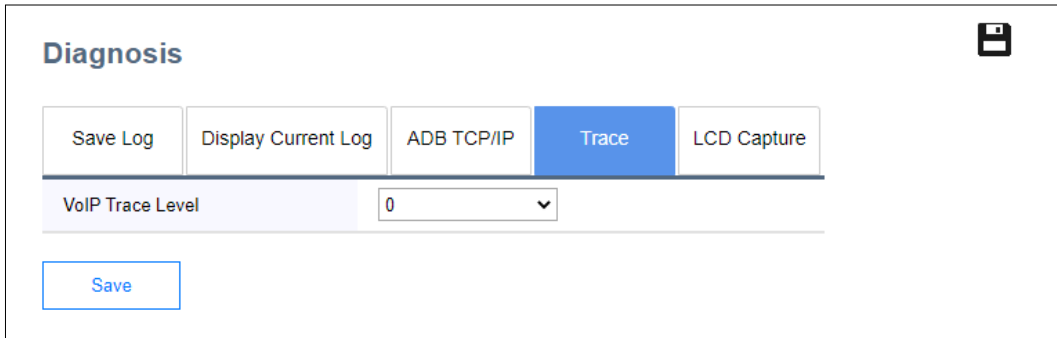 Diagnosis
Save Log Display Current Log ADB TCP/IP Trace LCD Capture
VoIP Trace Level 0
Save